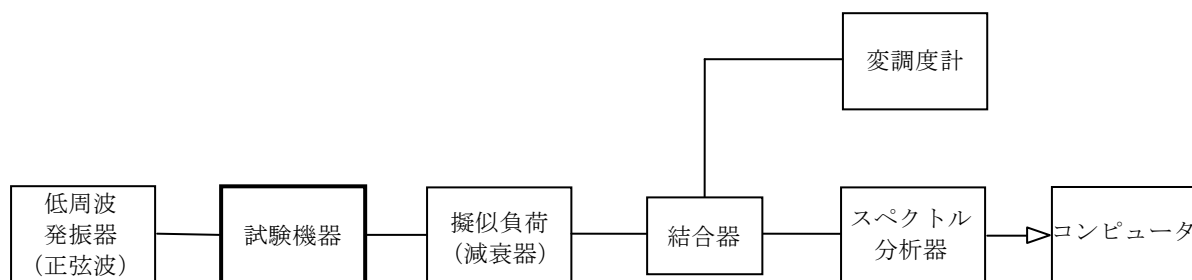 変調度計
低周波
発振器
（正弦波）
試験機器
擬似負荷
（減衰器）
結合器
スペクトル
分析器
コンピュータ